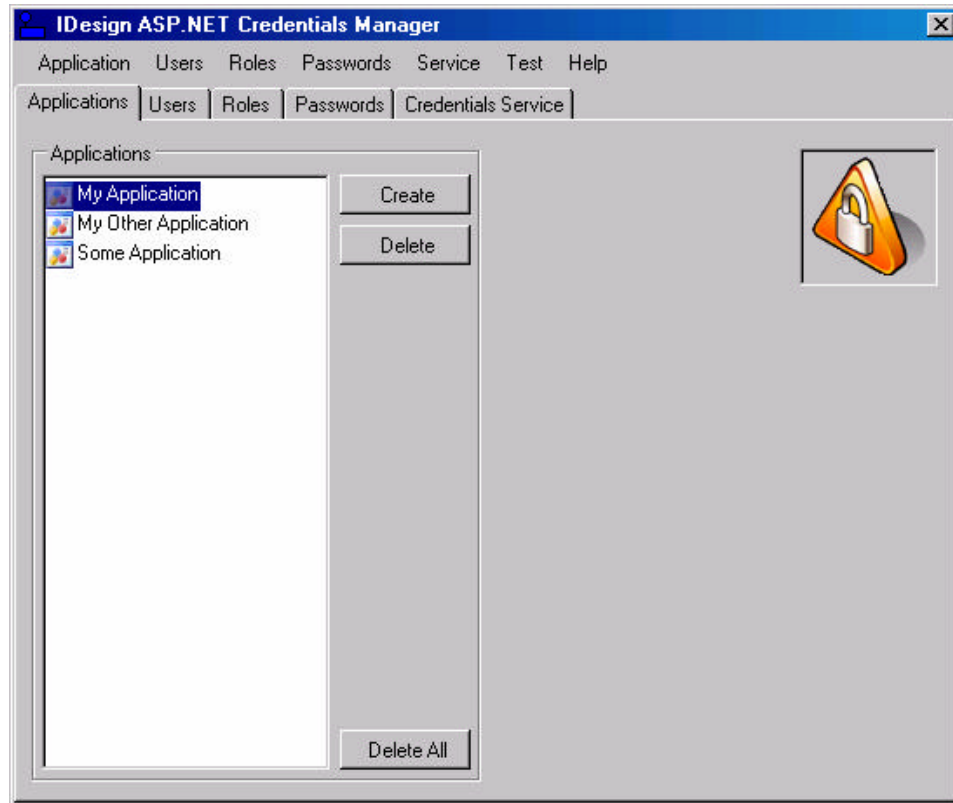 IDesign ASP.NET Credentials Manager
Application Users Roles Passwords Service Test Help
Applications Users Roles Passwords Credentials Service
Applications
My Application
My Other Application
Some Application
Create
Delete
Delete All